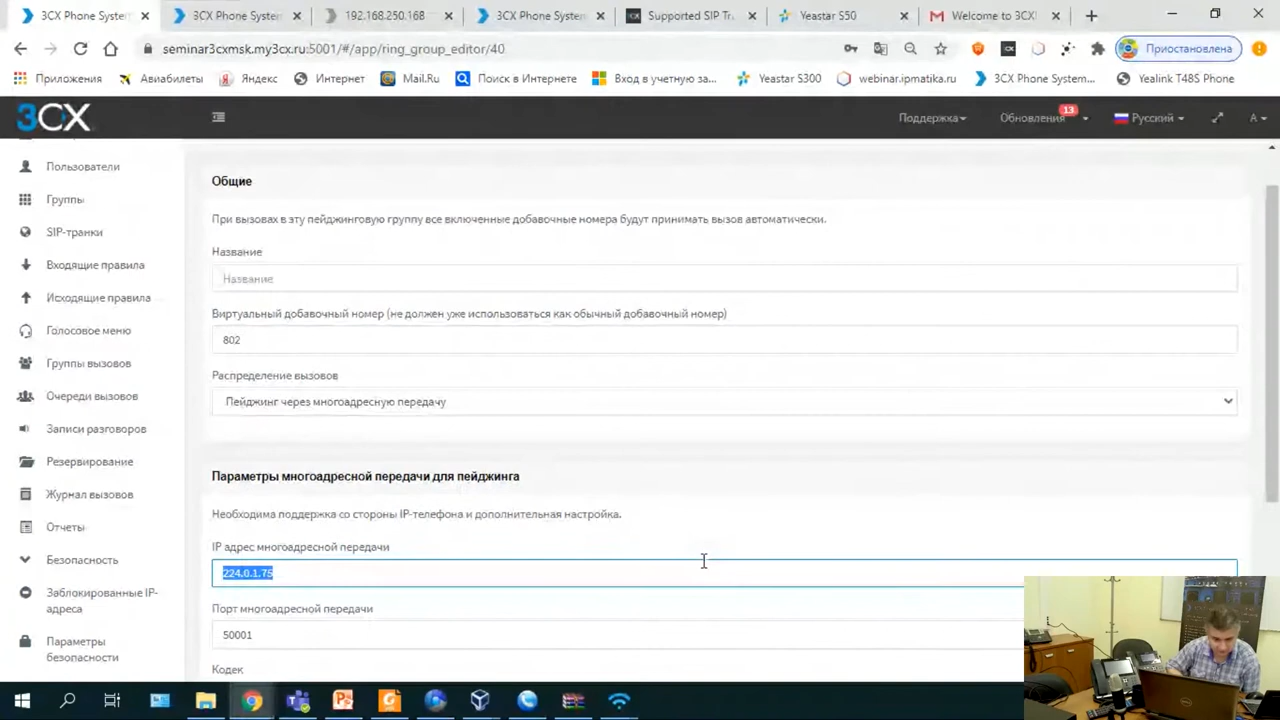 3CX Phone System
3CX Phone System
192.168.250.168
3CX Phone System
Supported SIP Tr
Yeastar S50
Welcome to 3CX!
seminar3cxmsk.my3cx.ru:5001/#/app/ring_group_editor/40
Приостановлена
Приложения
Авиабилеты
Яндекс
Интернет
Mail.Ru
Поиск в Интернете
Вход в учетную за...
Yeastar S300
webinar.ipmatika.ru
3CX Phone System...
Yealink T48S Phone
3CX
Поддержка
Обновления
13
Русский
A
Пользователи
Группы
SIP-транки
Входящие правила
Исходящие правила
Голосовое меню
Группы вызовов
Очереди вызовов
Записи разговоров
Резервирование
Журнал вызовов
Отчеты
Безопасность
Заблокированные IP-
адреса
Параметры
безопасности
Общие
При вызовах в эту пейджинговую группу все включенные добавочные номера будут принимать вызов автоматически.
Название
Название
Виртуальный добавочный номер (не должен уже использоваться как обычный добавочный номер)
802
Распределение вызовов
Пейджинг через многоадресную передачу
Параметры многоадресной передачи для пейджинга
Необходима поддержка со стороны IP-телефона и дополнительная настройка.
IP адрес многоадресной передачи
224.0.1.75
Порт многоадресной передачи
50001
Кодек